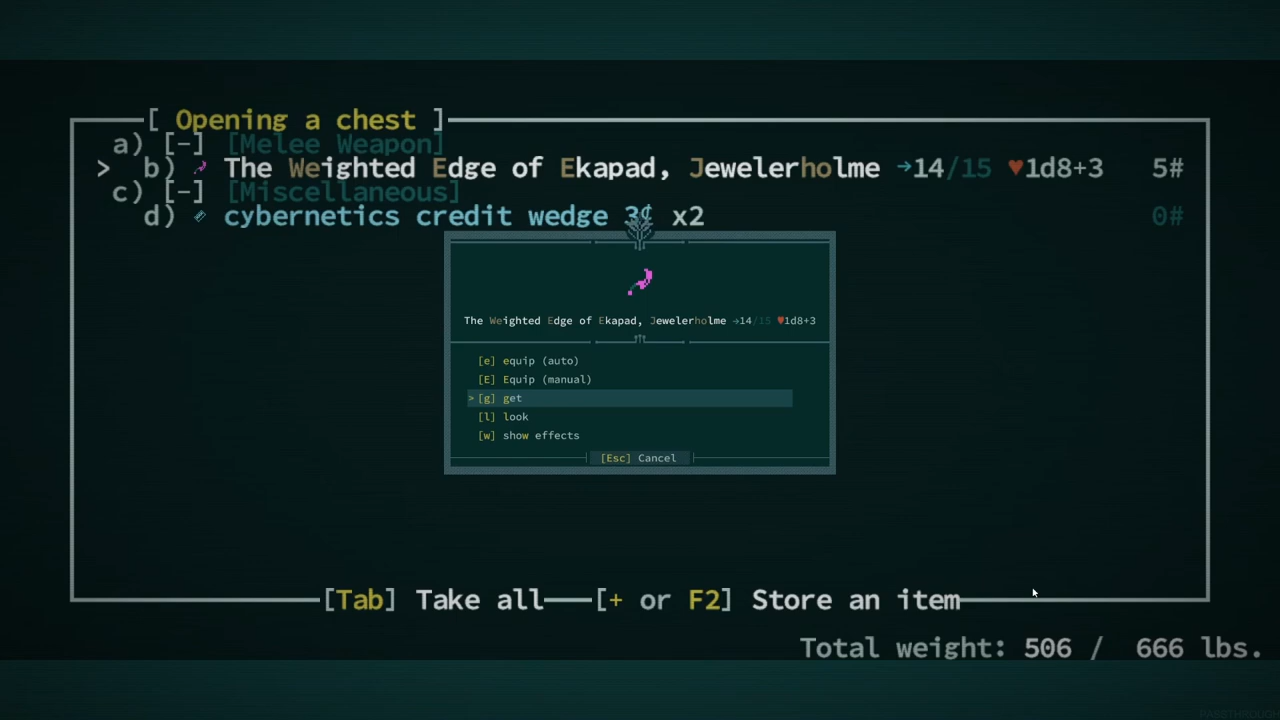 [ Opening a chest ]
a) [-] [Melee Weapon]
> b) The Weighted Edge of Ekapad, Jewelerholme →14/15 ♥1d8+3 5#
c) [-] [Miscellaneous]
d) cybernetics credit wedge 3¢ x2 0#
The Weighted Edge of Ekapad, Jewelerholme →14/15 ♥1d8+3
[e] equip (auto)
[E] Equip (manual)
> [g] get
[l] look
[w] show effects
[Esc] Cancel
[Tab] Take all [+ or F2] Store an item
Total weight: 506 / 666 lbs.